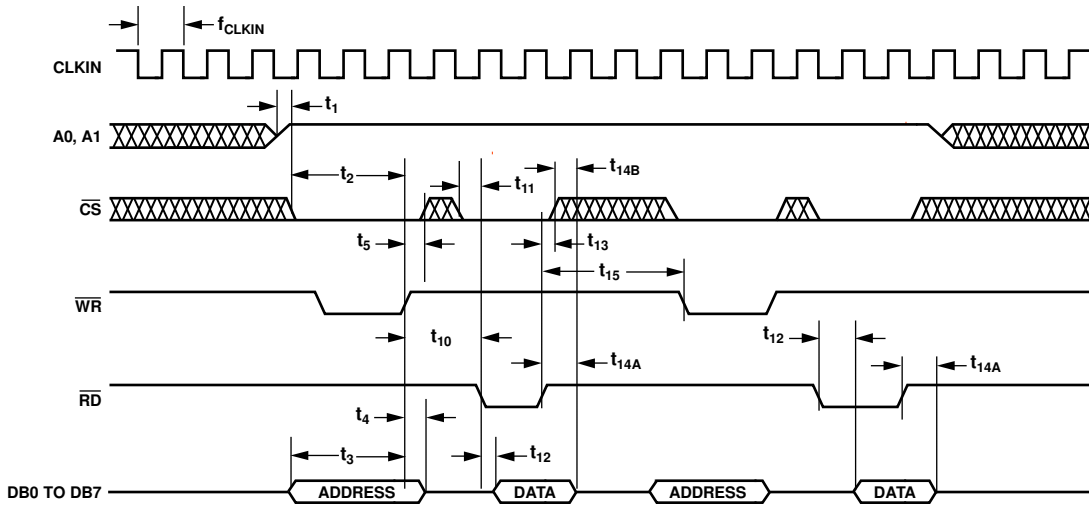 fCLKIN
CLKIN
t1
A0, A1
t2
t11
t14B
CS
t5
t13
t15
WR
t10
t12
t14A
t14A
RD
t4
t3
t12
DB0 TO DB7
ADDRESS
DATA
ADDRESS
DATA